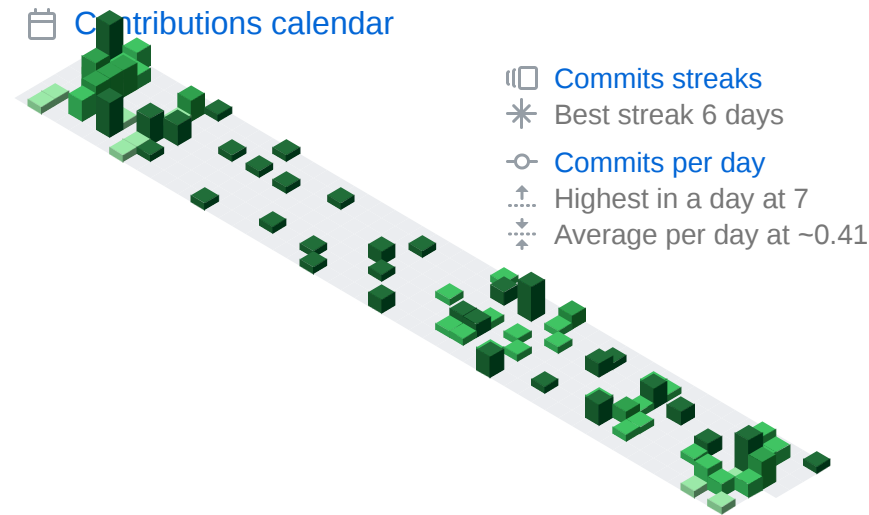 Contributions calendar
Commits streaks
Best streak 6 days
Commits per day
Highest in a day at 7
Average per day at ~0.41